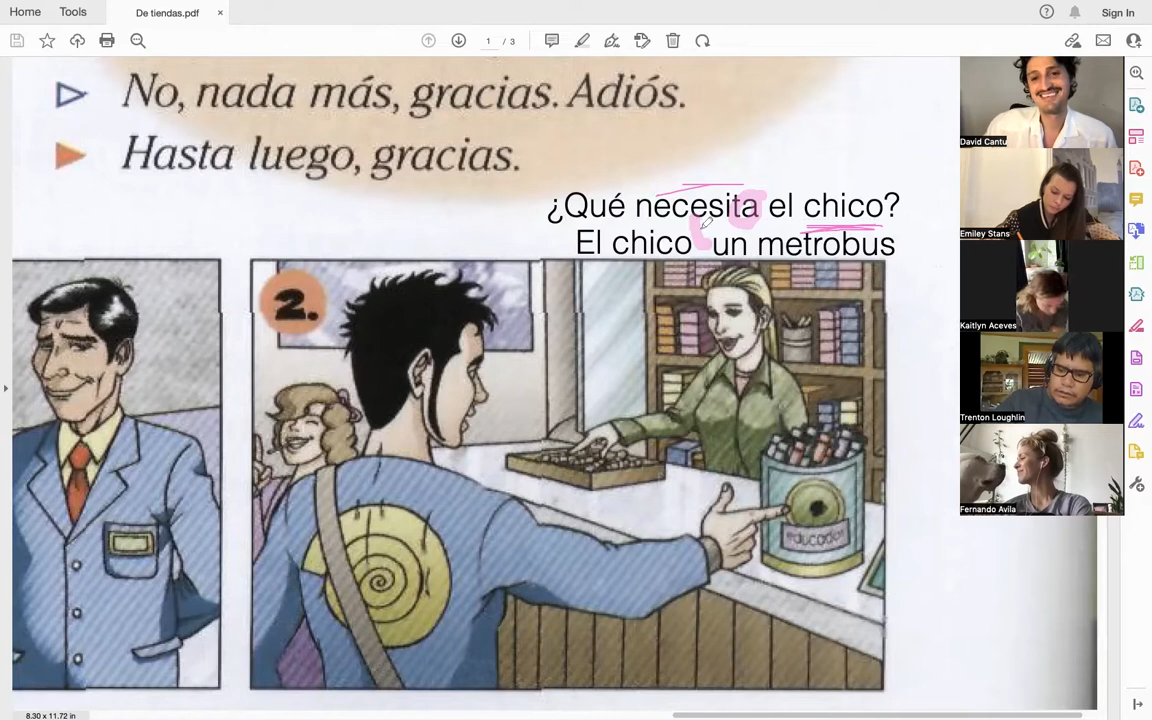 Home Tools De tiendas.pdf × Sign In
1 / 3
No, nada más, gracias. Adiós.
Hasta luego, gracias.
¿Qué necesita el chico?
El chico un metrobus
2.
educador
David Cantu
Emiley Stans
Kaitlyn Aceves
Trenton Loughlin
Fernando Avila
8.30 x 11.72 in